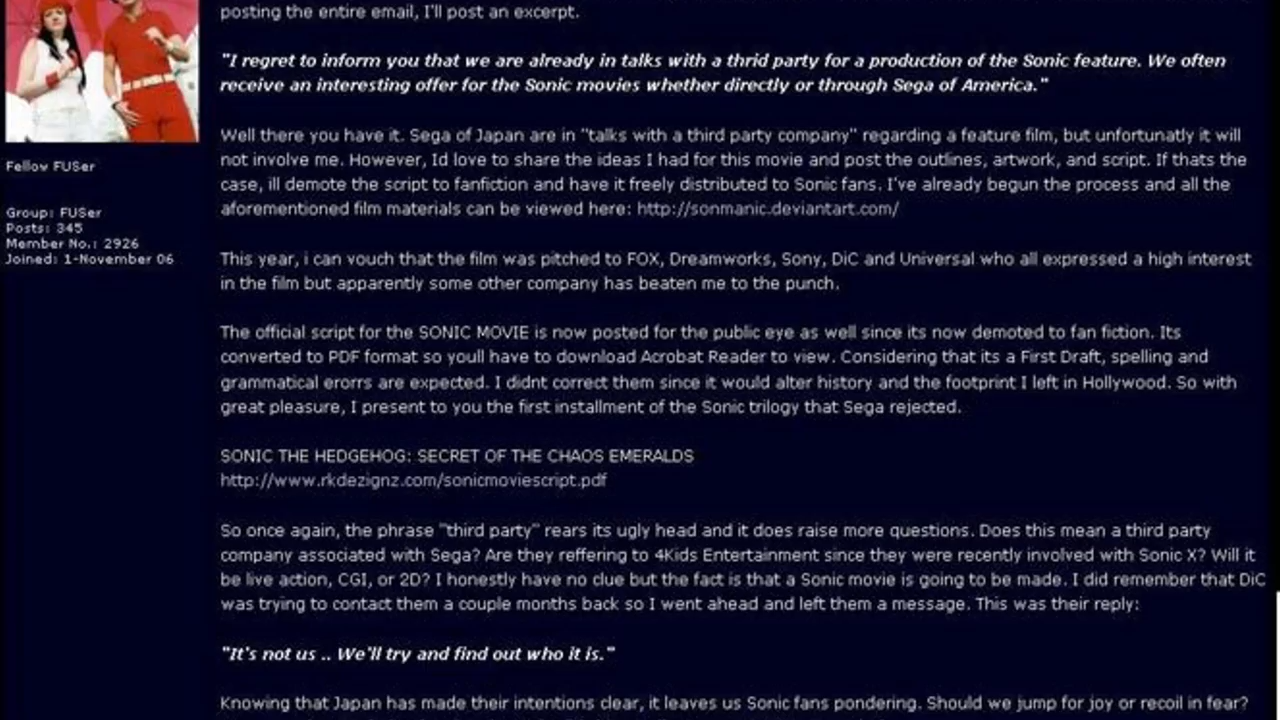 posting the entire email, I'll post an excerpt.
"I regret to inform you that we are already in talks with a thrid party for a production of the Sonic feature. We often
receive an interesting offer for the Sonic movies whether directly or through Sega of America."
Well there you have it. Sega of Japan are in "talks with a third party company" regarding a feature film, but unfortunatly it will
not involve me. However, Id love to share the ideas I had for this movie and post the outlines, artwork, and script. If thats the
case, ill demote the script to fanfiction and have it freely distributed to Sonic fans. I've already begun the process and all the
aforementioned film materials can be viewed here: http://sonmanic.deviantart.com/
Fellow FUSer
Group: FUSer
Posts: 345
Member No.: 2926
Joined: 1-November 06
This year, i can vouch that the film was pitched to FOX, Dreamworks, Sony, DiC and Universal who all expressed a high interest
in the film but apparently some other company has beaten me to the punch.
The official script for the SONIC MOVIE is now posted for the public eye as well since its now demoted to fan fiction. Its
converted to PDF format so youll have to download Acrobat Reader to view. Considering that its a First Draft, spelling and
grammatical erorrs are expected. I didnt correct them since it would alter history and the footprint I left in Hollywood. So with
great pleasure, I present to you the first installment of the Sonic trilogy that Sega rejected.
SONIC THE HEDGEHOG: SECRET OF THE CHAOS EMERALDS
http://www.rkdezignz.com/sonicmoviescript.pdf
So once again, the phrase "third party" rears its ugly head and it does raise more questions. Does this mean a third party
company associated with Sega? Are they reffering to 4Kids Entertainment since they were recently involved with Sonic X? Will it
be live action, CGI, or 2D? I honestly have no clue but the fact is that a Sonic movie is going to be made. I did remember that DiC
was trying to contact them a couple months back so I went ahead and left them a message. This was their reply:
"It's not us .. We'll try and find out who it is."
Knowing that Japan has made their intentions clear, it leaves us Sonic fans pondering. Should we jump for joy or recoil in fear?